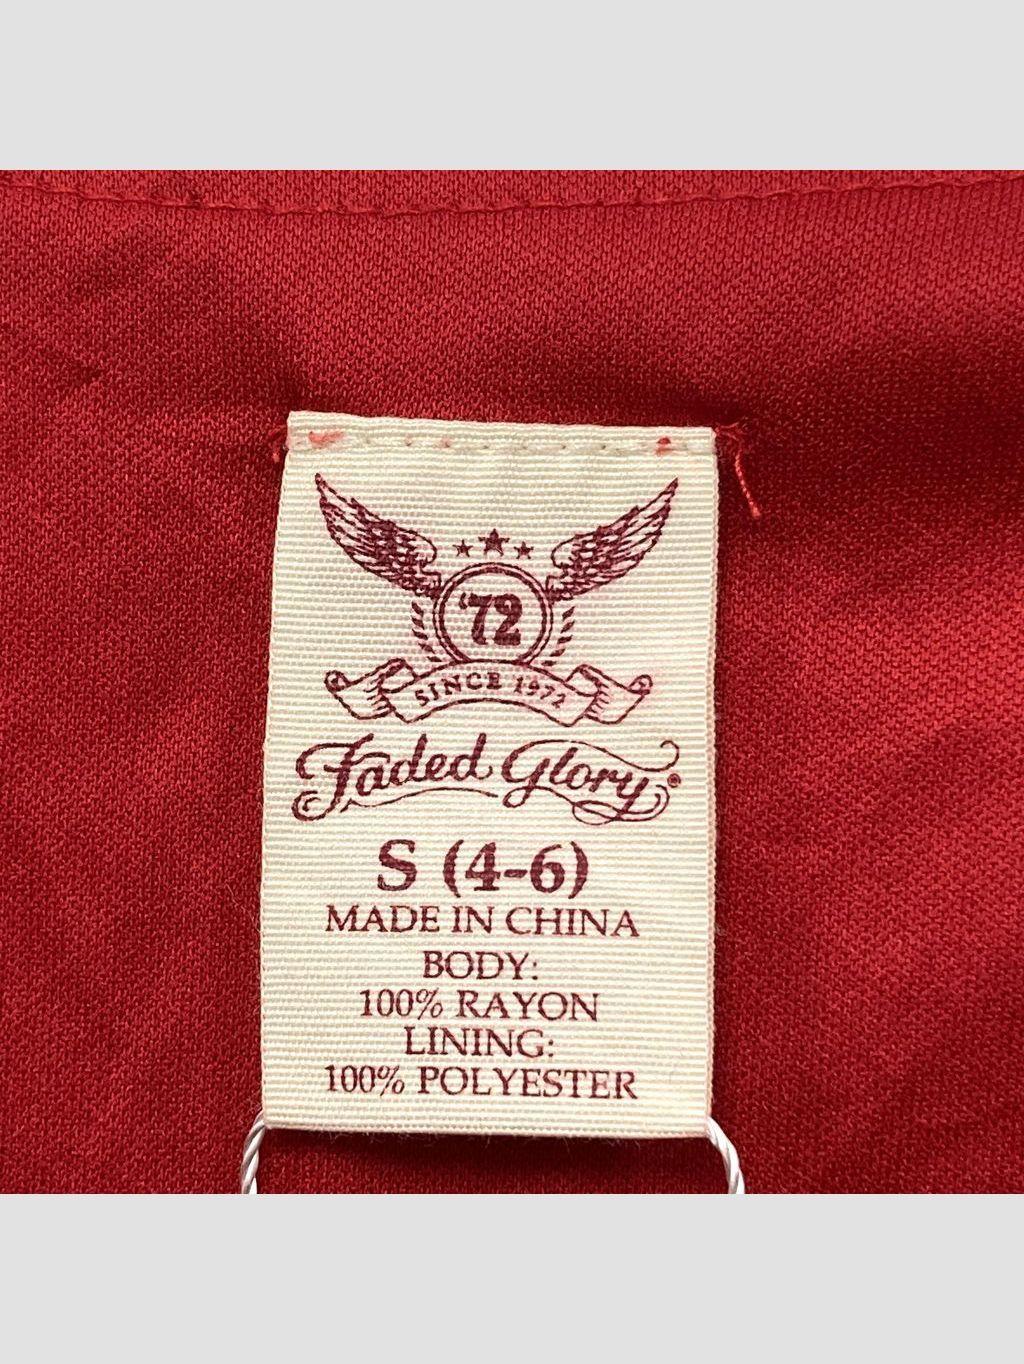 '72
SINCE 1972
Faded Glory®
S (4-6)
MADE IN CHINA
BODY:
100% RAYON
LINING:
100% POLYESTER